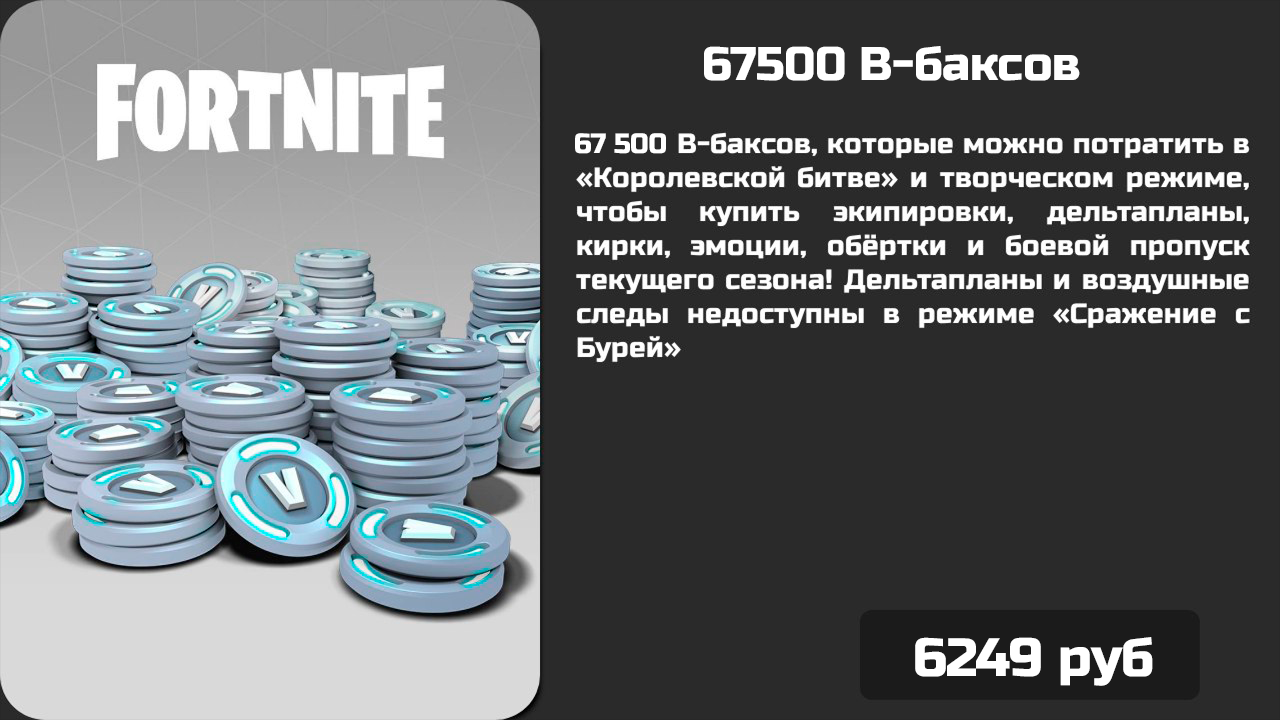 FORTNITE
67500 В-баксов
67 500 В-баксов, которые можно потратить в
«Королевской битве» и творческом режиме,
чтобы купить экипировки, дельтапланы,
кирки, эмоции, обёртки и боевой пропуск
текущего сезона! Дельтапланы и воздушные
следы недоступны в режиме «Сражение с
Бурей»
6249 руб